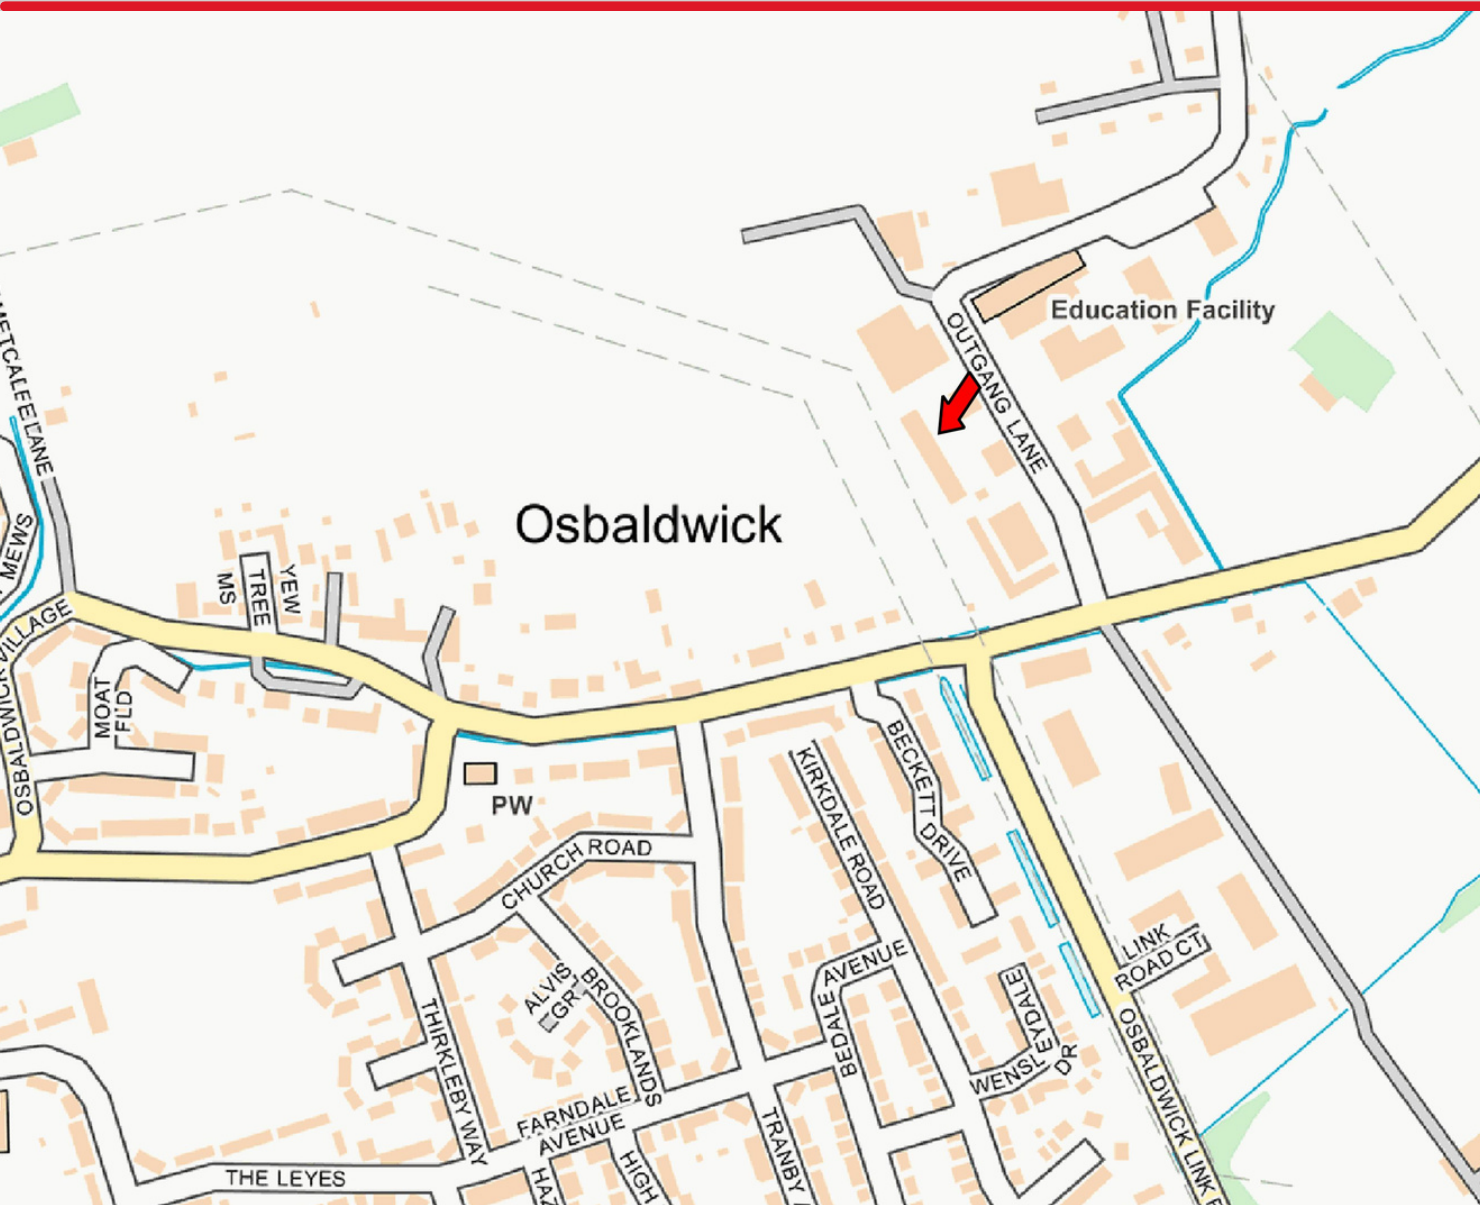 Education Facility
OUTGANG LANE
METCALFE LANE
Osbaldwick
MEWS
YEW
TREE
MS
OSBALDWICK VILLAGE
MOAT
FLD
PW
BECKETT DRIVE
KIRKDALE ROAD
CHURCH ROAD
LINK
ROAD CT
ALVIS
GR
BROOKLANDS
BEDALE AVENUE
WENSLEYDALE
DR
THIRKLEBY WAY
OSBALDWICK LINK
FARNDALE
AVENUE
TRANBY
THE LEYES
HAZ
HIGH